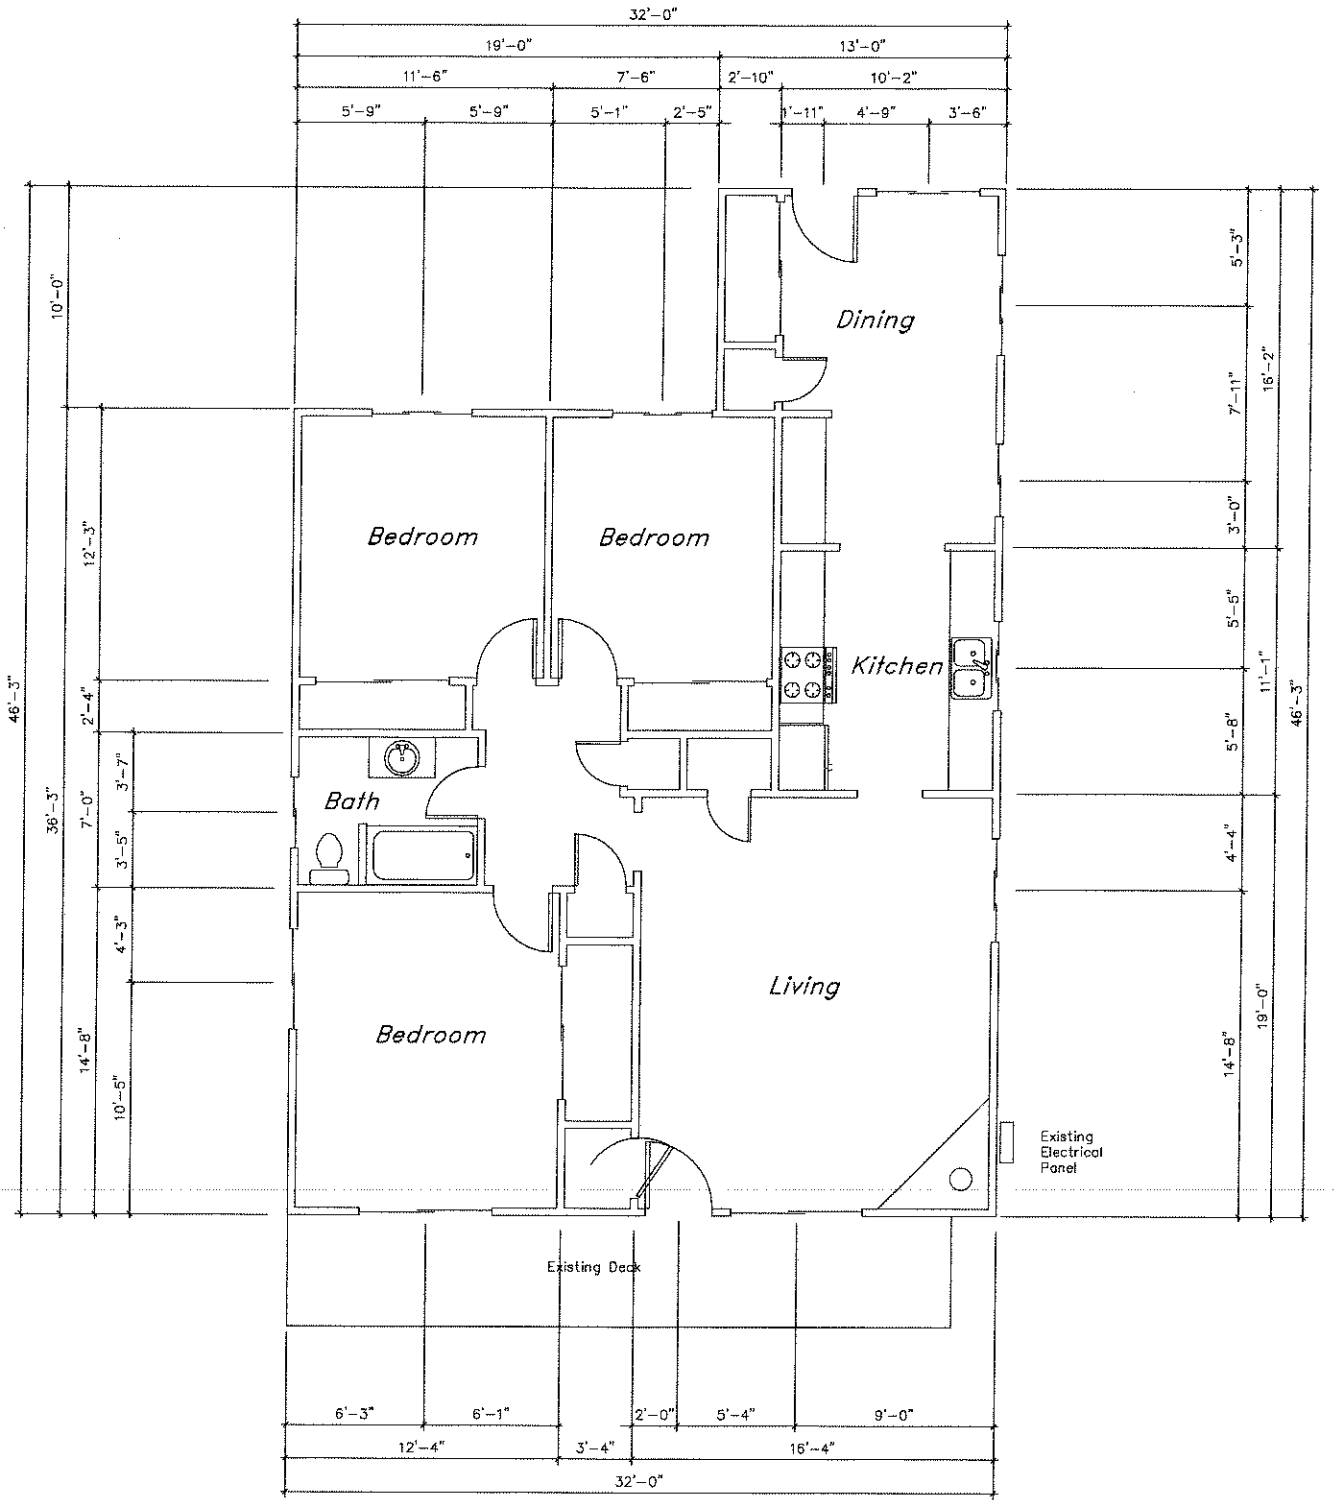 32'-0"
19'-0" 13'-0"
11'-6" 7'-6" 2'-10" 10'-2"
5'-9" 5'-9" 5'-1" 2'-5" 1'-11" 4'-9" 3'-6"
10'-0"
5'-3"
Dining
16'-2"
7'-11"
12'-3"
Bedroom Bedroom
3'-0"
5'-5"
Kitchen
11'-1"
46'-3"
2'-4"
46'-3"
5'-8"
3'-7"
Bath
36'-3"
7'-0"
3'-5"
4'-4"
4'-3"
Living
19'-0"
Bedroom
14'-8"
14'-8"
10'-5"
Existing
Electrical
Panel
Existing Deck
6'-3" 6'-1" 2'-0" 5'-4" 9'-0"
12'-4" 3'-4" 16'-4"
32'-0"